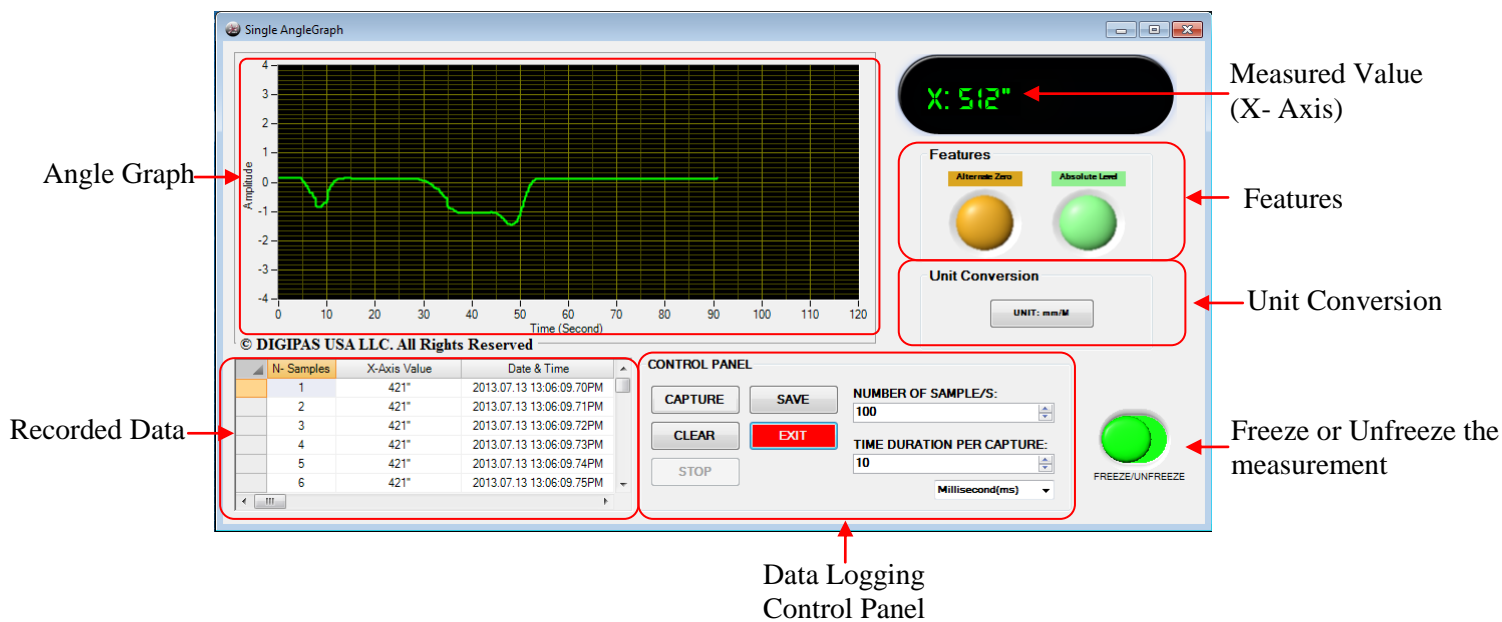 Single AngleGraph
4
3
2
1
0
-1
-2
-3
-4
Amplitude
0 10 20 30 40 50 60 70 80 90 100 110 120
Time (Second)
© DIGIPAS USA LLC. All Rights Reserved
X: 512"
Features
Alternate Zero Absolute Level
Unit Conversion
UNIT: mm/M
N- Samples X-Axis Value Date & Time
1 421" 2013.07.13 13:06:09.70PM
2 421" 2013.07.13 13:06:09.71PM
3 421" 2013.07.13 13:06:09.72PM
4 421" 2013.07.13 13:06:09.73PM
5 421" 2013.07.13 13:06:09.74PM
6 421" 2013.07.13 13:06:09.75PM
CONTROL PANEL
CAPTURE SAVE
CLEAR EXIT
STOP
NUMBER OF SAMPLE/S:
100
TIME DURATION PER CAPTURE:
10
Millisecond(ms)
FREEZE/UNFREEZE
Angle Graph
Recorded Data
Measured Value
(X- Axis)
Features
Unit Conversion
Freeze or Unfreeze the
measurement
Data Logging
Control Panel